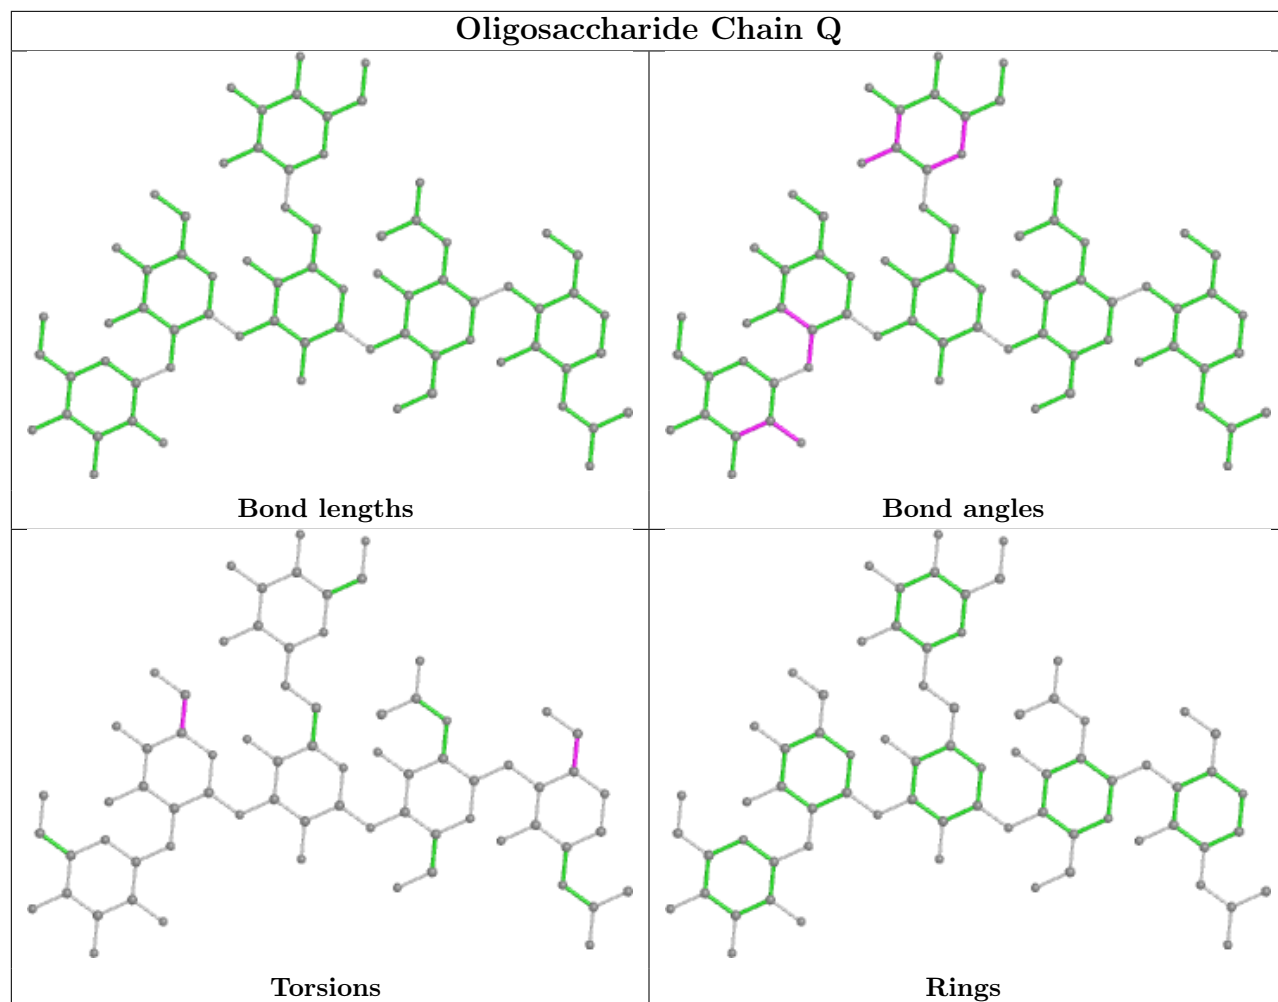 Oligosaccharide Chain Q
Bond lengths
Bond angles
Torsions
Rings